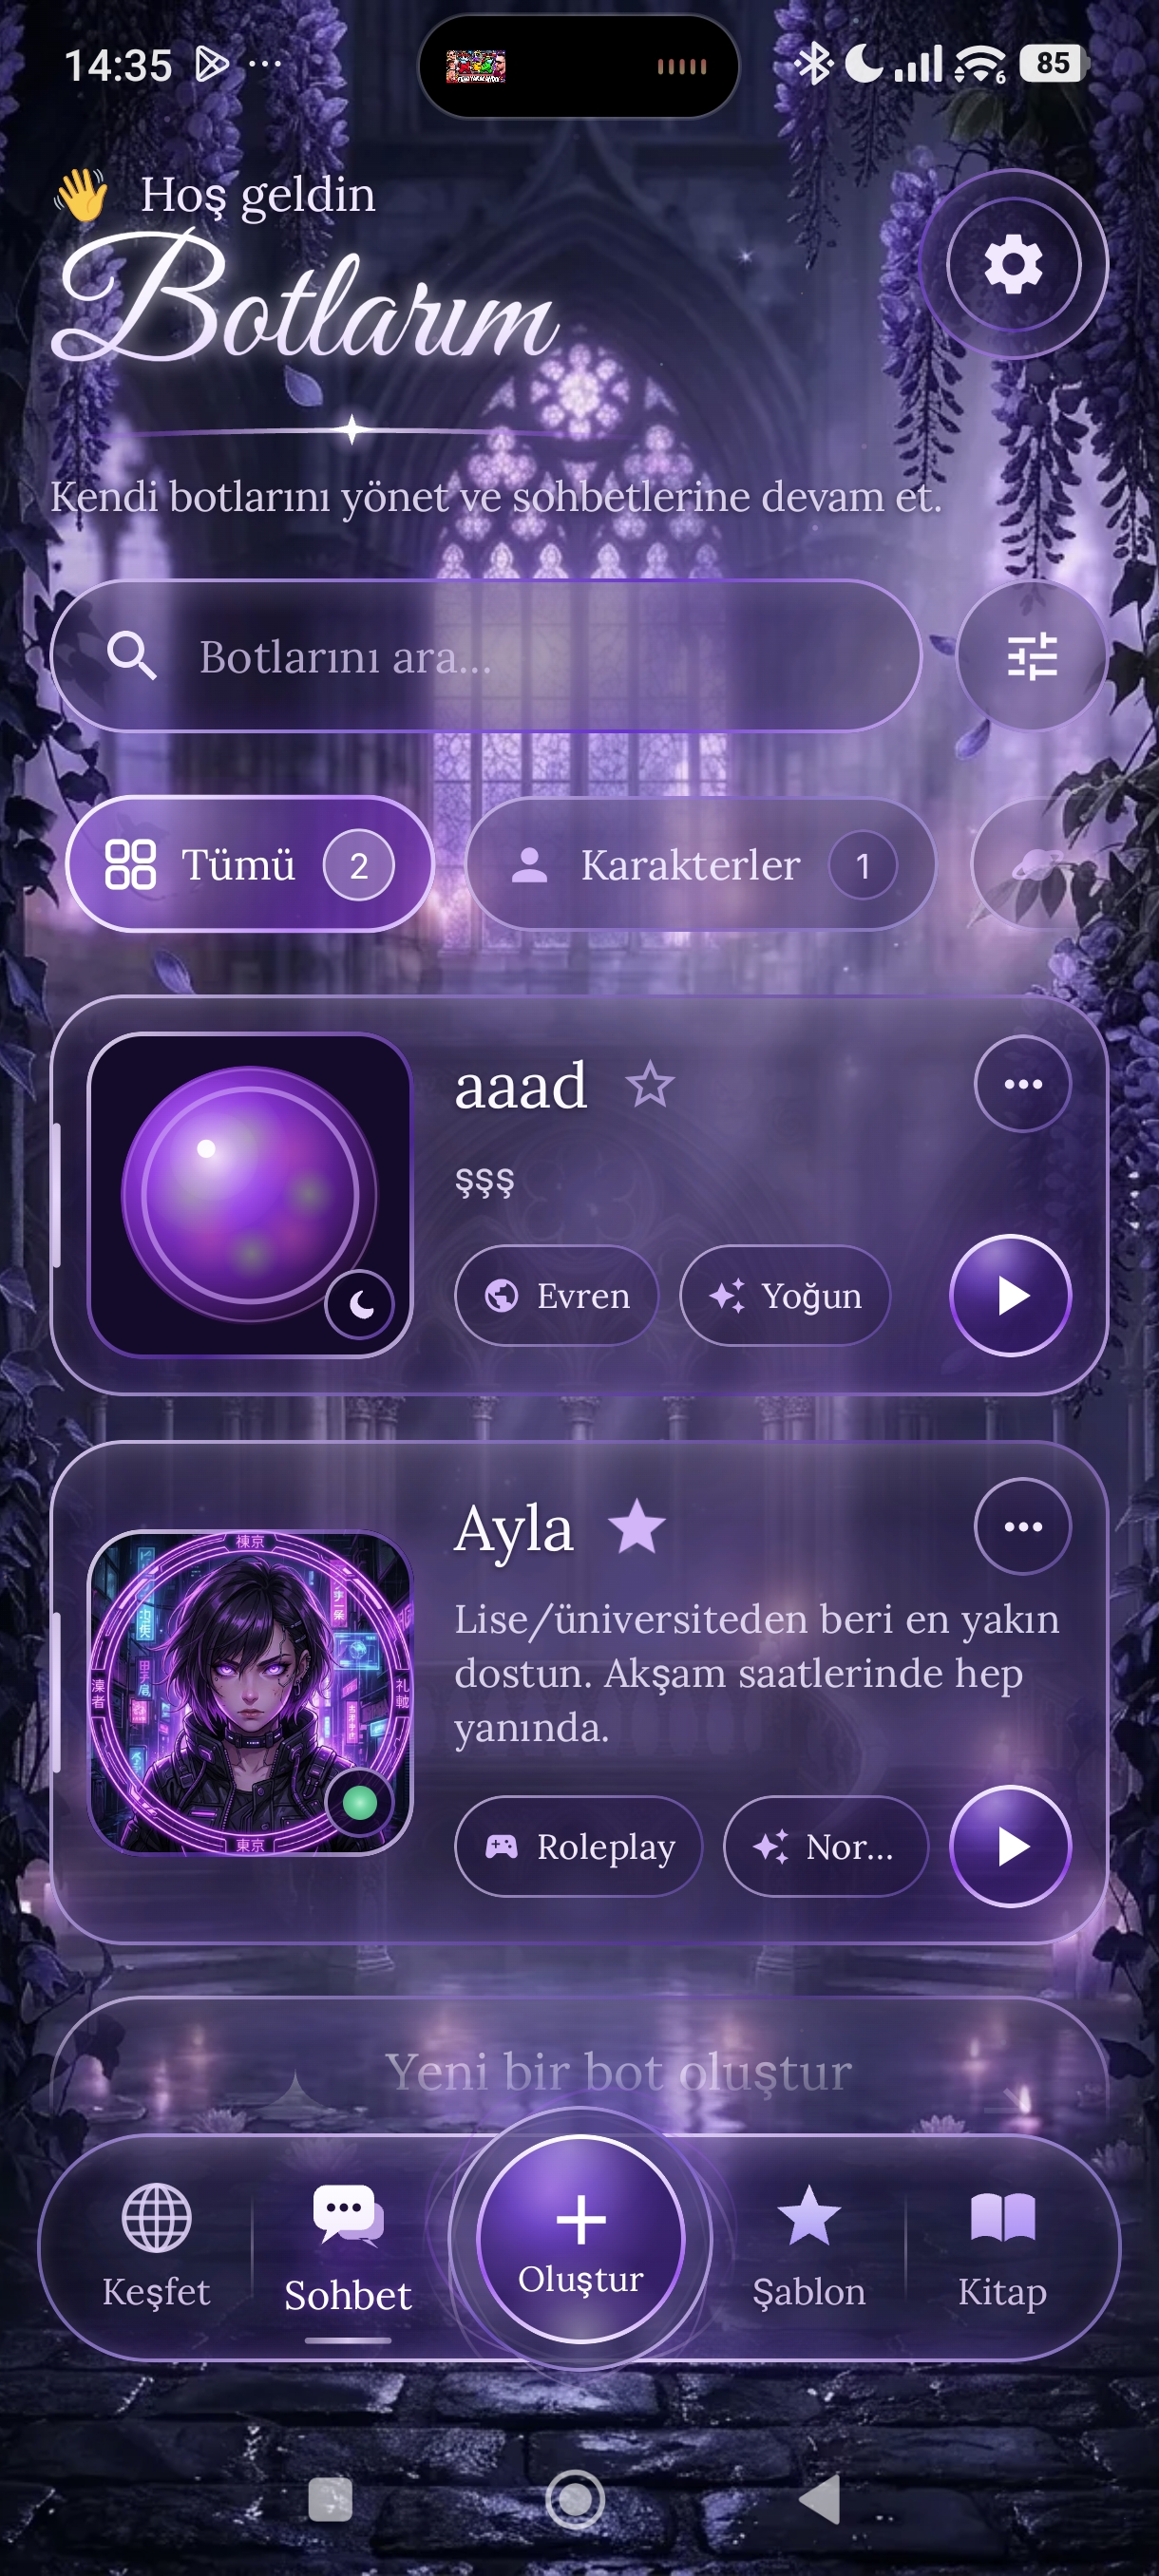 14:35
6
85
👋 Hoş geldin
Botlarım
Kendi botlarını yönet ve sohbetlerine devam et.
Botlarını ara...
Tümü 2
Karakterler 1
aaad
şşş
Evren
Yoğun
Ayla
Lise/üniversiteden beri en yakın
dostun. Akşam saatlerinde hep
yanında.
Roleplay
Nor...
Yeni bir bot oluştur
Keşfet
Sohbet
Oluştur
Şablon
Kitap